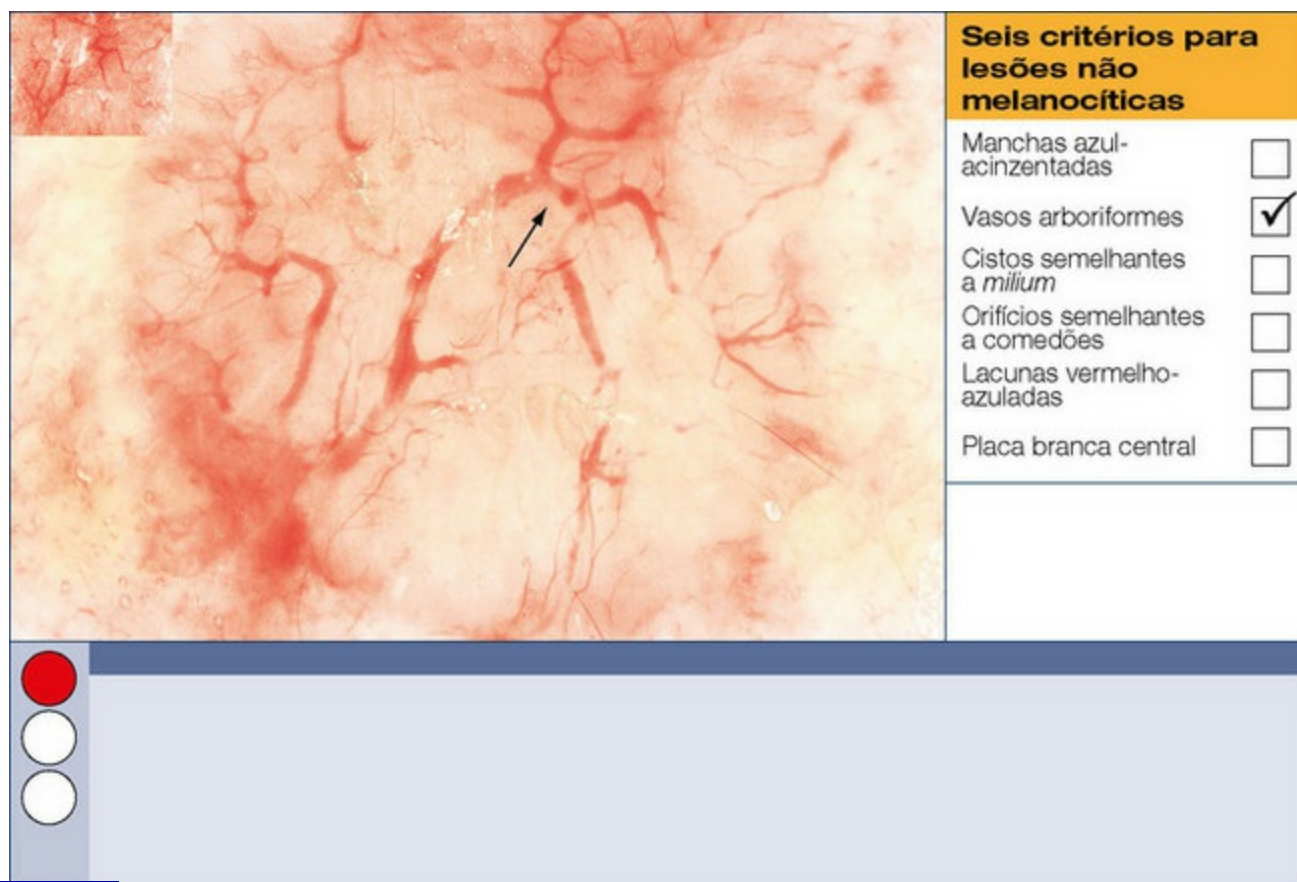 Seis critérios para
lesões não
melanocíticas
Manchas azul-
acinzentadas
Vasos arboriformes
Cistos semelhantes
a milium
Orifícios semelhantes
a comedões
Lacunas vermelho-
azuladas
Placa branca central